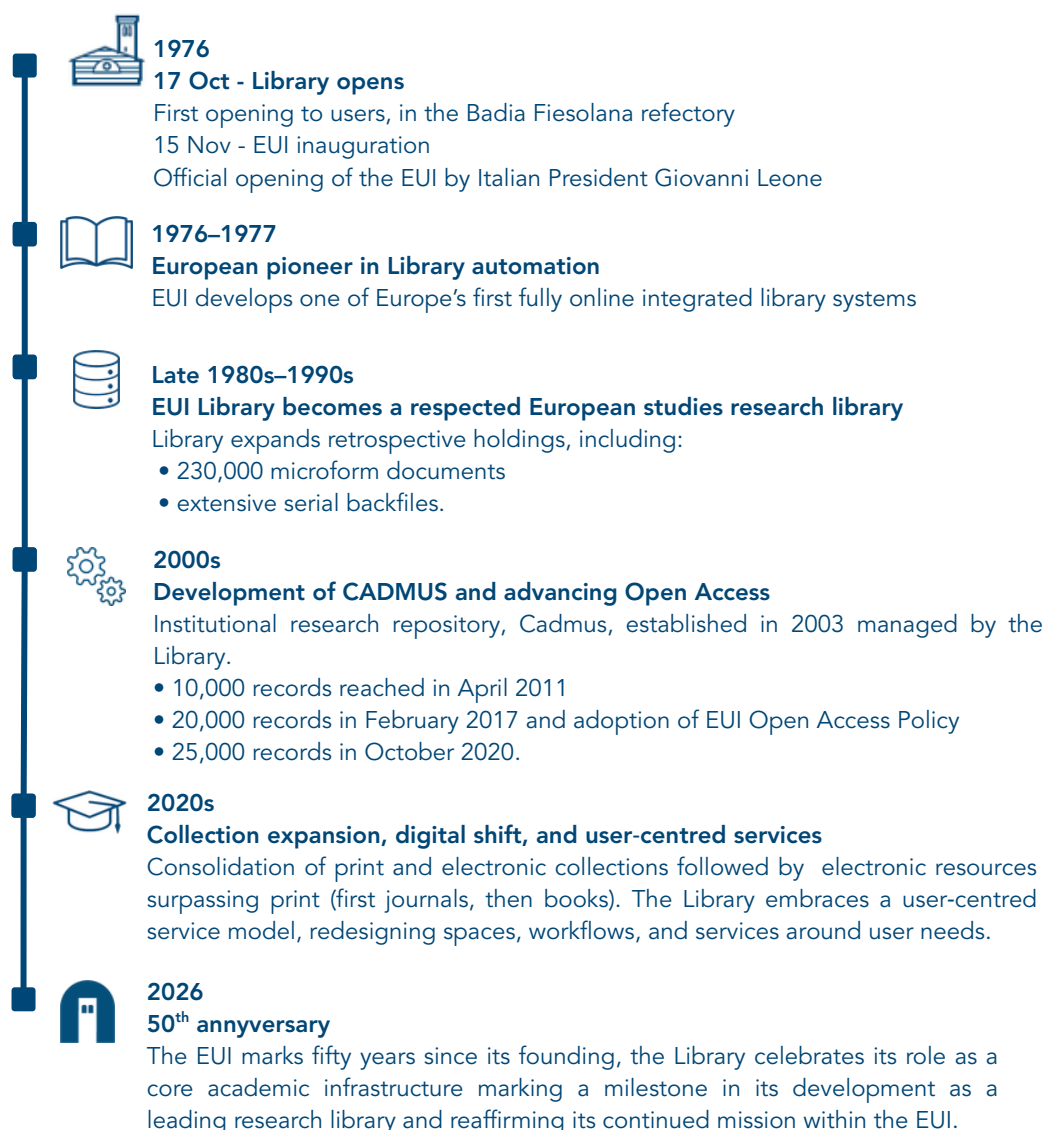 1976
17 Oct - Library opens
First opening to users, in the Badia Fiesolana refectory
15 Nov - EUI inauguration
Official opening of the EUI by Italian President Giovanni Leone
1976–1977
European pioneer in Library automation
EUI develops one of Europe’s first fully online integrated library systems
Late 1980s–1990s
EUI Library becomes a respected European studies research library
Library expands retrospective holdings, including:
• 230,000 microform documents
• extensive serial backfiles.
2000s
Development of CADMUS and advancing Open Access
Institutional research repository, Cadmus, established in 2003 managed by the
Library.
• 10,000 records reached in April 2011
• 20,000 records in February 2017 and adoption of EUI Open Access Policy
• 25,000 records in October 2020.
2020s
Collection expansion, digital shift, and user-centred services
Consolidation of print and electronic collections followed by electronic resources
surpassing print (first journals, then books). The Library embraces a user-centred
service model, redesigning spaces, workflows, and services around user needs.
2026
50th annyversary
The EUI marks fifty years since its founding, the Library celebrates its role as a
core academic infrastructure marking a milestone in its development as a
leading research library and reaffirming its continued mission within the EUI.